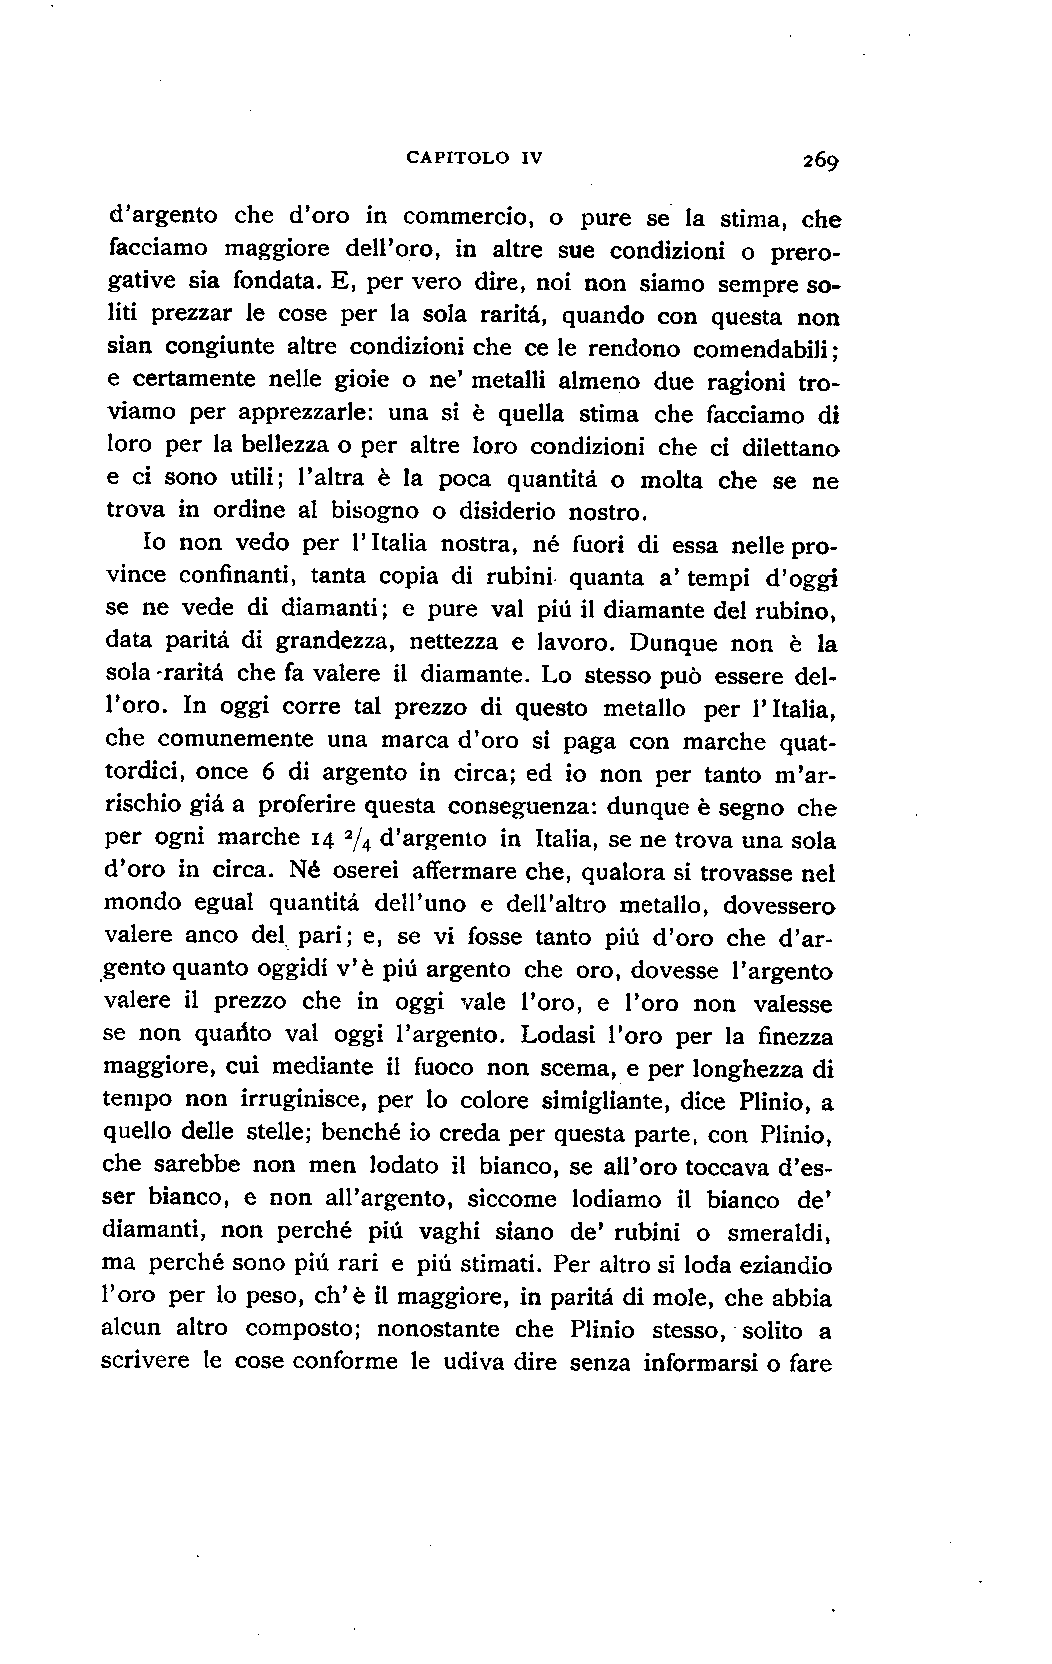 CAPITOLO IV 269
d'argento che d'oro in commercio, o pure se la stima, che
facciamo maggiore dell'oro, in altre sue condizioni o prero-
gative sia fondata. E, per vero dire, noi non siamo sempre so-
liti prezzar le cose per la sola raritá, quando con questa non
sian congiunte altre condizioni che ce le rendono comendabili;
e certamente nelle gioie o ne' metalli almeno due ragioni tro-
viamo per apprezzarle: una si è quella stima che facciamo di
loro per la bellezza o per altre loro condizioni che ci dilettano
e ci sono utili; l'altra è la poca quantitá o molta che se ne
trova in ordine al bisogno o disiderio nostro.
Io non vedo per l'Italia nostra, né fuori di essa nelle pro-
vince confinanti, tanta copia di rubini quanta a' tempi d'oggi
se ne vede di diamanti; e pure val piú il diamante del rubino,
data paritá di grandezza, nettezza e lavoro. Dunque non è la
sola raritá che fa valere il diamante. Lo stesso può essere del-
l'oro. In oggi corre tal prezzo di questo metallo per l'Italia,
che comunemente una marca d'oro si paga con marche quat-
tordici, once 6 di argento in circa; ed io non per tanto m'ar-
rischio giá a proferire questa conseguenza: dunque è segno che
per ogni marche 14 2/4 d'argento in Italia, se ne trova una sola
d'oro in circa. Né oserei affermare che, qualora si trovasse nel
mondo egual quantitá dell'uno e dell'altro metallo, dovessero
valere anco del pari; e, se vi fosse tanto piú d'oro che d'ar-
gento quanto oggidí v'è piú argento che oro, dovesse l'argento
valere il prezzo che in oggi vale l'oro, e l'oro non valesse
se non quanto val oggi l'argento. Lodasi l'oro per la finezza
maggiore, cui mediante il fuoco non scema, e per longhezza di
tempo non irruginisce, per lo colore simigliante, dice Plinio, a
quello delle stelle; benché io creda per questa parte, con Plinio,
che sarebbe non men lodato il bianco, se all'oro toccava d'es-
ser bianco, e non all'argento, siccome lodiamo il bianco de'
diamanti, non perché piú vaghi siano de' rubini o smeraldi,
ma perché sono piú rari e piú stimati. Per altro si loda eziandio
l'oro per lo peso, ch'è il maggiore, in paritá di mole, che abbia
alcun altro composto; nonostante che Plinio stesso, solito a
scrivere le cose conforme le udiva dire senza informarsi o fare